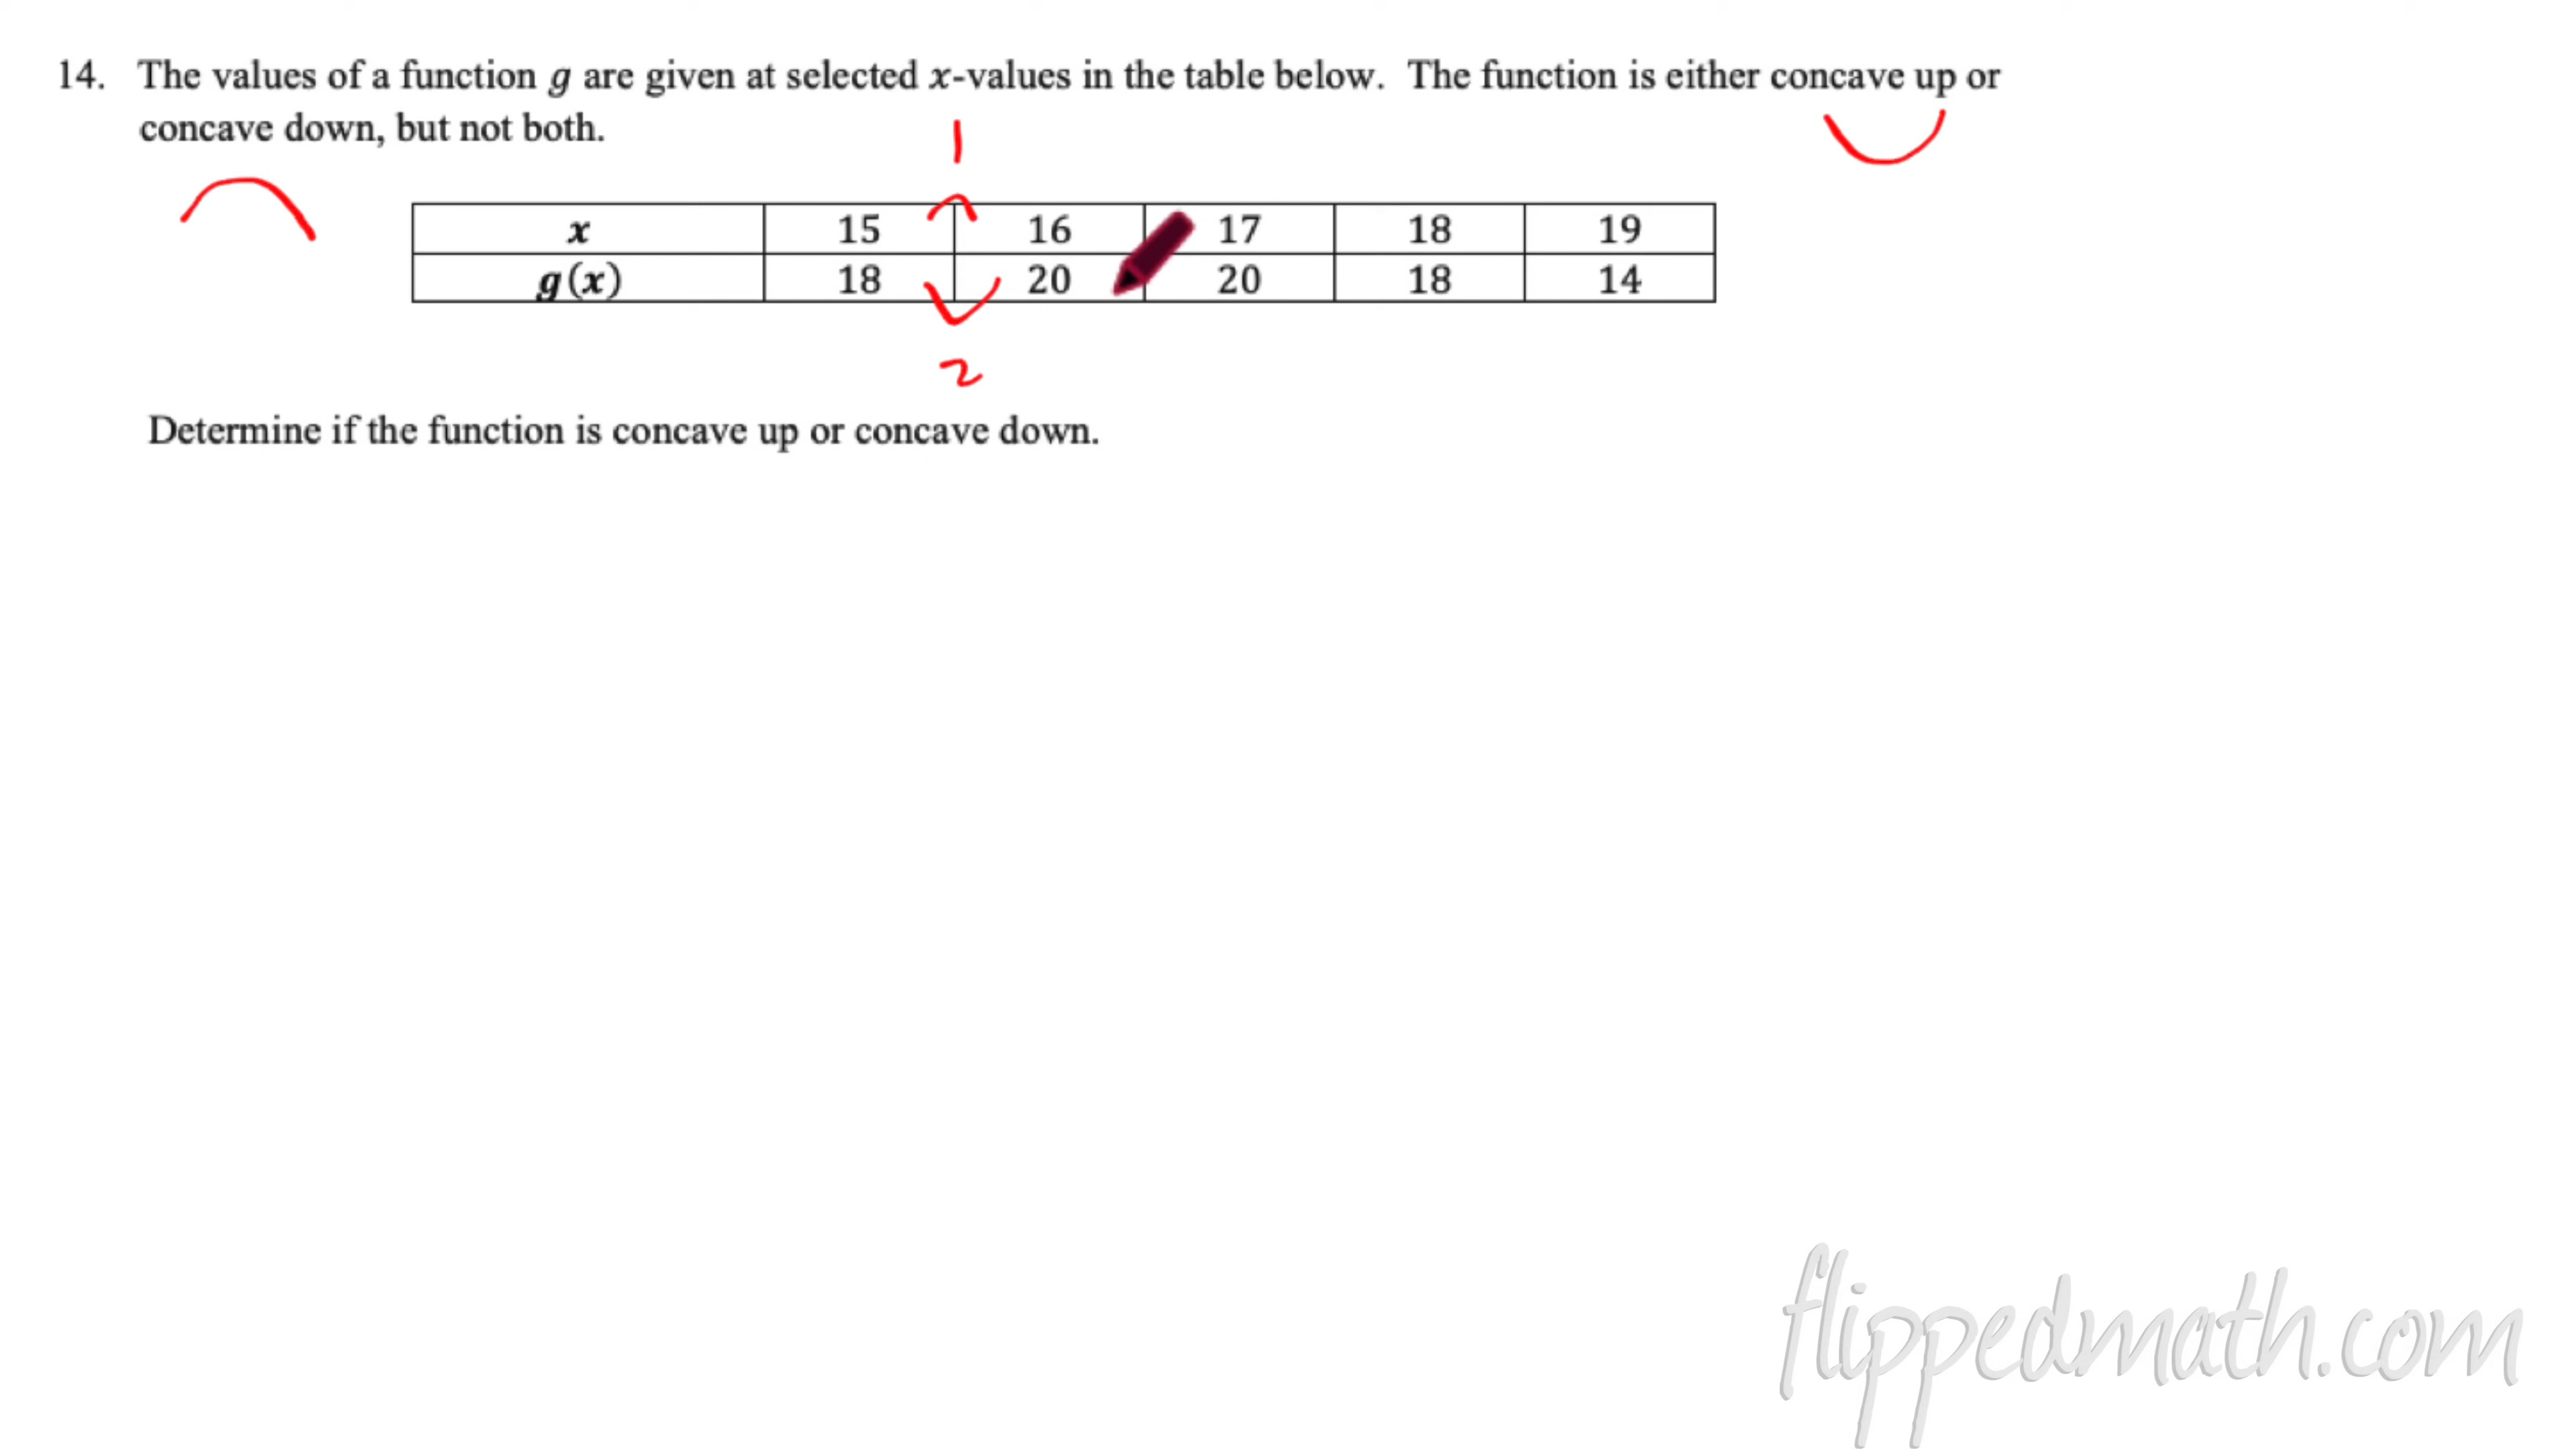 14. The values of a function g are given at selected x-values in the table below. The function is either concave up or
concave down, but not both.
1
x 15 16 17 18 19
g(x) 18 20 20 18 14
2
Determine if the function is concave up or concave down.
flippedmath.com